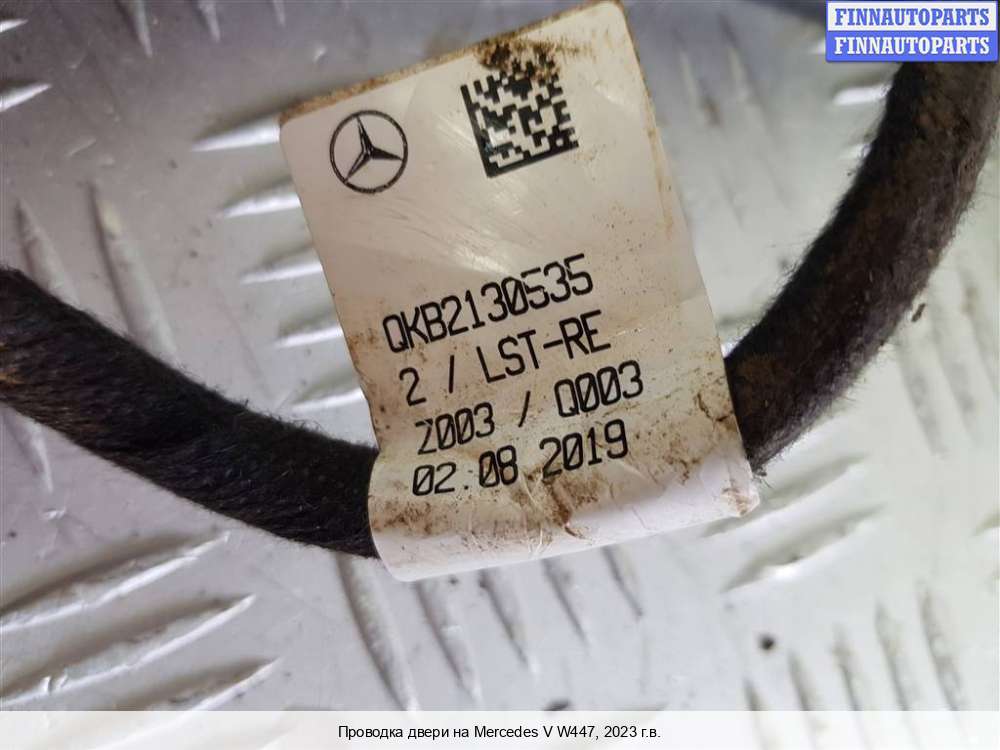 FINNAUTOPARTS
FINNAUTOPARTS
QKB2130535
2 / LST-RE
Z003 / Q003
02.08 2019
Проводка двери на Mercedes V W447, 2023 г.в.